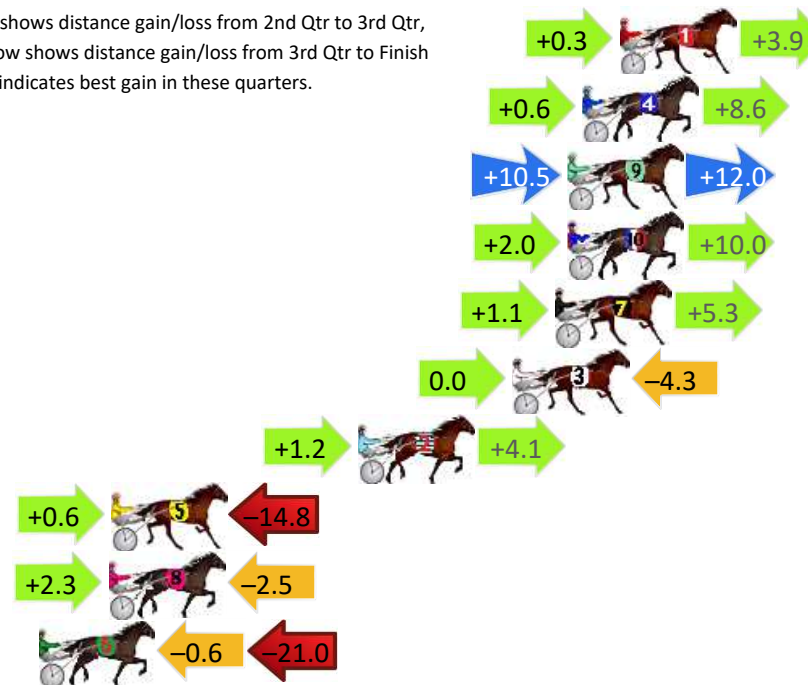 shows distance gain/loss from 2nd Qtr to 3rd Qtr,
ow shows distance gain/loss from 3rd Qtr to Finish
indicates best gain in these quarters.
+0.3 1 +3.9
+0.6 4 +8.6
+10.5 9 +12.0
+2.0 10 +10.0
+1.1 7 +5.3
0.0 3 –4.3
+1.2 2 +4.1
+0.6 5 –14.8
+2.3 8 –2.5
6 –0.6 –21.0